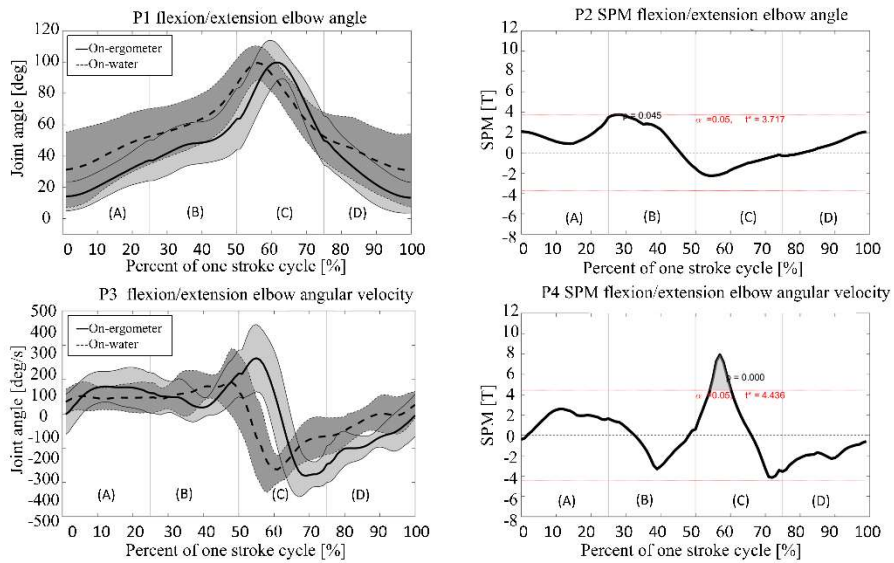 P1 flexion/extension elbow angle
On-ergometer
On-water
Joint angle [deg]
120
100
80
60
40
20
0
(A)
(B)
(C)
(D)
0 10 20 30 40 50 60 70 80 90 100
Percent of one stroke cycle [%]
P2 SPM flexion/extension elbow angle
SPM [T]
12
10
8
6
4
2
0
-2
-4
-6
-8
p = 0.045
α =0.05, t* = 3.717
(A)
(B)
(C)
(D)
0 10 20 30 40 50 60 70 80 90 100
Percent of one stroke cycle [%]
P3 flexion/extension elbow angular velocity
On-ergometer
On-water
Joint angle [deg/s]
500
400
300
200
100
0
-100
-200
-300
-400
-500
(A)
(B)
(C)
(D)
0 10 20 30 40 50 60 70 80 90 100
Percent of one stroke cycle [%]
P4 SPM flexion/extension elbow angular velocity
SPM [T]
12
10
8
6
4
2
0
-2
-4
-6
-8
p = 0.000
α =0.05, t* = 4.436
(A)
(B)
(C)
(D)
0 10 20 30 40 50 60 70 80 90 100
Percent of one stroke cycle [%]